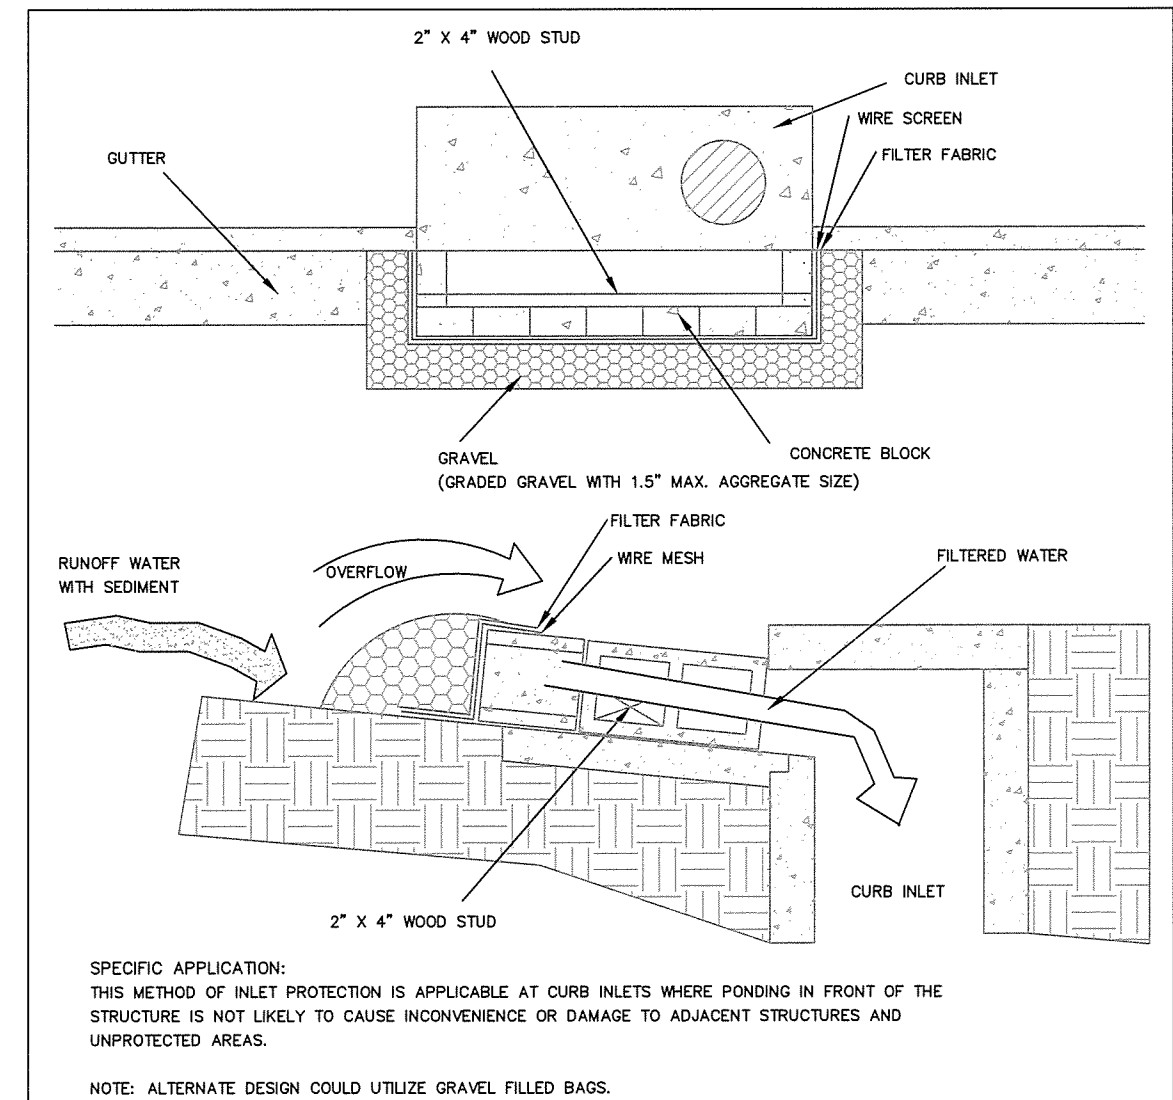 2" X 4" WOOD STUD
CURB INLET
WIRE SCREEN
GUTTER
FILTER FABRIC
CONCRETE BLOCK
GRAVEL
(GRADED GRAVEL WITH 1.5" MAX. AGGREGATE SIZE)
FILTER FABRIC
WIRE MESH
FILTERED WATER
RUNOFF WATER
WITH SEDIMENT
OVERFLOW
CURB INLET
2" X 4" WOOD STUD
SPECIFIC APPLICATION:
THIS METHOD OF INLET PROTECTION IS APPLICABLE AT CURB INLETS WHERE PONDING IN FRONT OF THE
STRUCTURE IS NOT LIKELY TO CAUSE INCONVENIENCE OR DAMAGE TO ADJACENT STRUCTURES AND
UNPROTECTED AREAS.
NOTE: ALTERNATE DESIGN COULD UTILIZE GRAVEL FILLED BAGS.